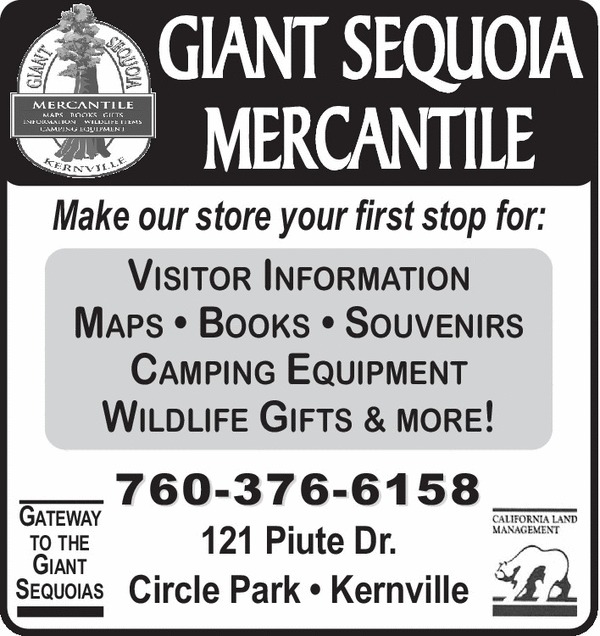 GIANT SEQUOIA
MERCANTILE
GIANT SEQUOIA
MERCANTILE
MAPS BOOKS GIFTS
INFORMATION WILDLIFE ITEMS
CAMPING EQUIPMENT
KERNVILLE
Make our store your first stop for:
VISITOR INFORMATION
MAPS • BOOKS • SOUVENIRS
CAMPING EQUIPMENT
WILDLIFE GIFTS & MORE!
760-376-6158
121 Piute Dr.
Circle Park • Kernville
GATEWAY
TO THE
GIANT
SEQUOIAS
CALIFORNIA LAND
MANAGEMENT